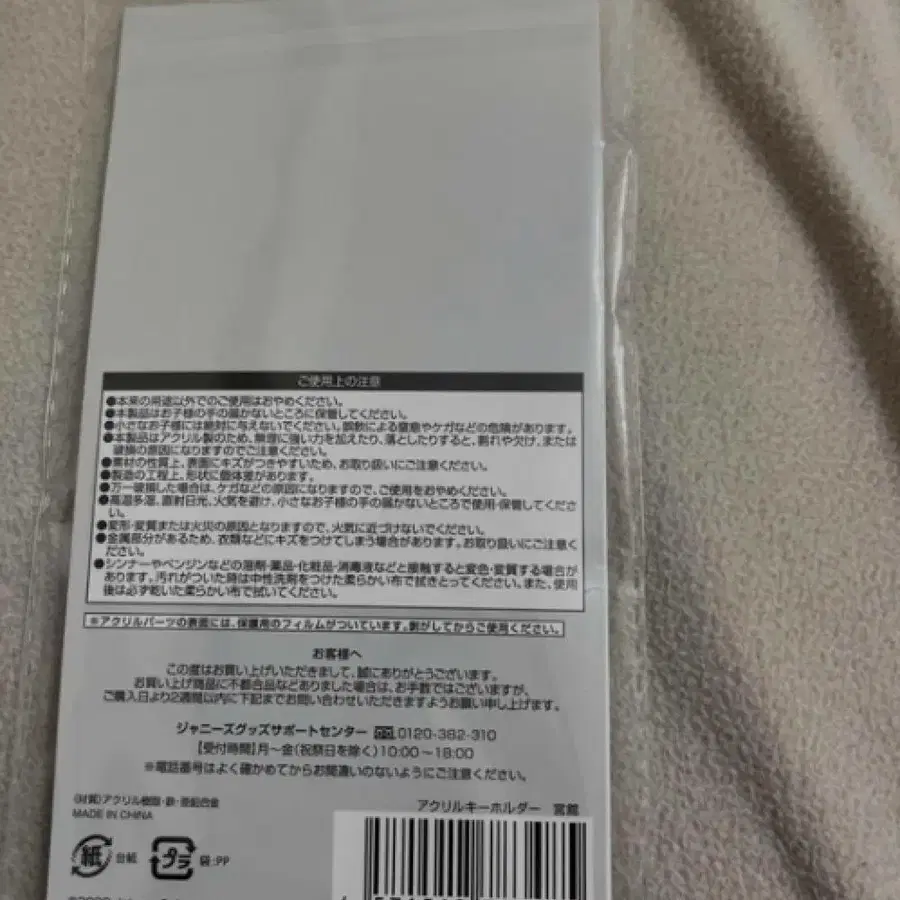 ご使用上の注意
●本来の用途以外でのご使用はおやめください。
●本製品はお子様の手の届かないところに保管してください。
●小さなお子様には絶対に与えないでください。誤飲による窒息やケガなどの危険があります。
●本製品はアクリル製のため、無理に強い力を加えたり、落としたりすると、割れや欠け、または
破損の原因になりますのでご注意ください。
●素材の性質上、表面にキズがつきやすいため、お取り扱いにご注意ください。
●製造の工程上、形状に個体差があります。
●万一破損した場合は、ケガなどの原因になりますので、ご使用をおやめください。
●高温多湿、直射日光、火気を避け、小さなお子様の手の届かないところで使用・保管してくださ
い。
●変形・変質または火災の原因となりますので、火気に近づけないでください。
●金属部分があるため、衣類などにキズをつけてしまう場合があります。お取り扱いにご注意く
ださい。
●シンナーやベンジンなどの溶剤・薬品・化粧品・消毒液などと接触すると変色・変質する場合が
あります。汚れがついた時は中性洗剤をつけた柔らかい布で拭きとってください。また、使用
後は必ず乾いた柔らかい布で拭いてください。
※アクリルパーツの表面には、保護用のフィルムがついています。剥がしてからご使用ください。
お客様へ
この度はお買い上げいただきまして、誠にありがとうございます。
お買い上げ商品に不都合品などありました場合は、お手数ではございますが、
ご購入日より2週間以内に下記までお問い合わせいただきますようお願い申し上げます。
ジャニーズグッズサポートセンター 0120-382-310
【受付時間】月～金(祝祭日を除く)10:00～18:00
※電話番号はよく確かめてからお間違いのないようにご注意ください。
《材質》アクリル樹脂・鉄・亜鉛合金
MADE IN CHINA
アクリルキーホルダー 宮舘
紙 台紙 プラ 袋:PP